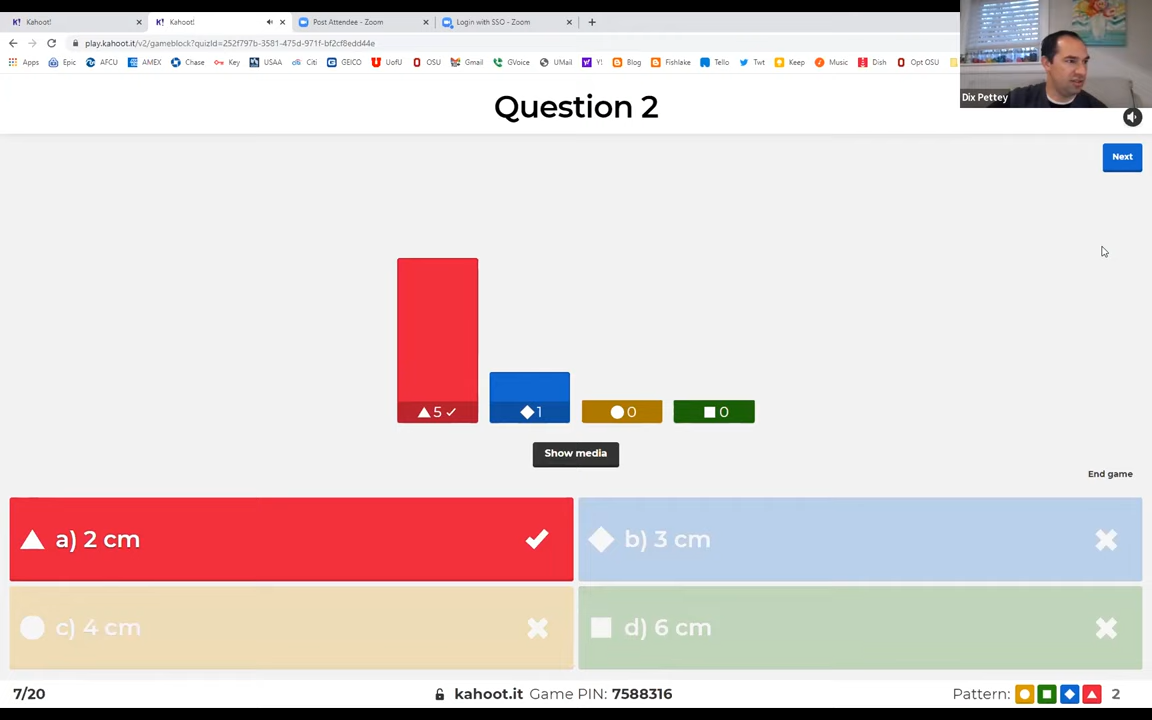 Kahoot!
Kahoot!
Post Attendee - Zoom
Login with SSO - Zoom
play.kahoot.it/v2/gameblock?quizId=252f797b-3581-475d-971f-bf2cf8edd44e
Apps Epic AFCU AMEX Chase Key USAA Citi GEICO UofU OSU Gmail GVoice UMail Y! Blog Fishlake Tello Twt Keep Music Dish Opt OSU
Dix Pettey
Question 2
Next
5
1
0
0
Show media
End game
a) 2 cm
b) 3 cm
c) 4 cm
d) 6 cm
7/20
kahoot.it Game PIN: 7588316
Pattern: 2